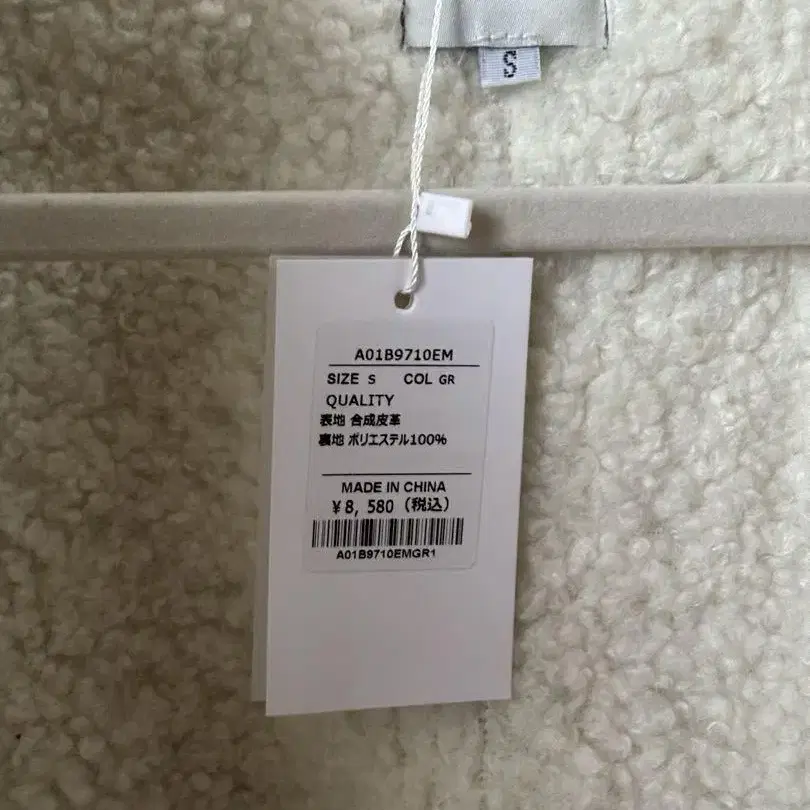 S
A01B9710EM
SIZE S COL GR
QUALITY
表地 合成皮革
裏地 ポリエステル100%
MADE IN CHINA
¥8, 580 (税込)
A01B9710EMGR1